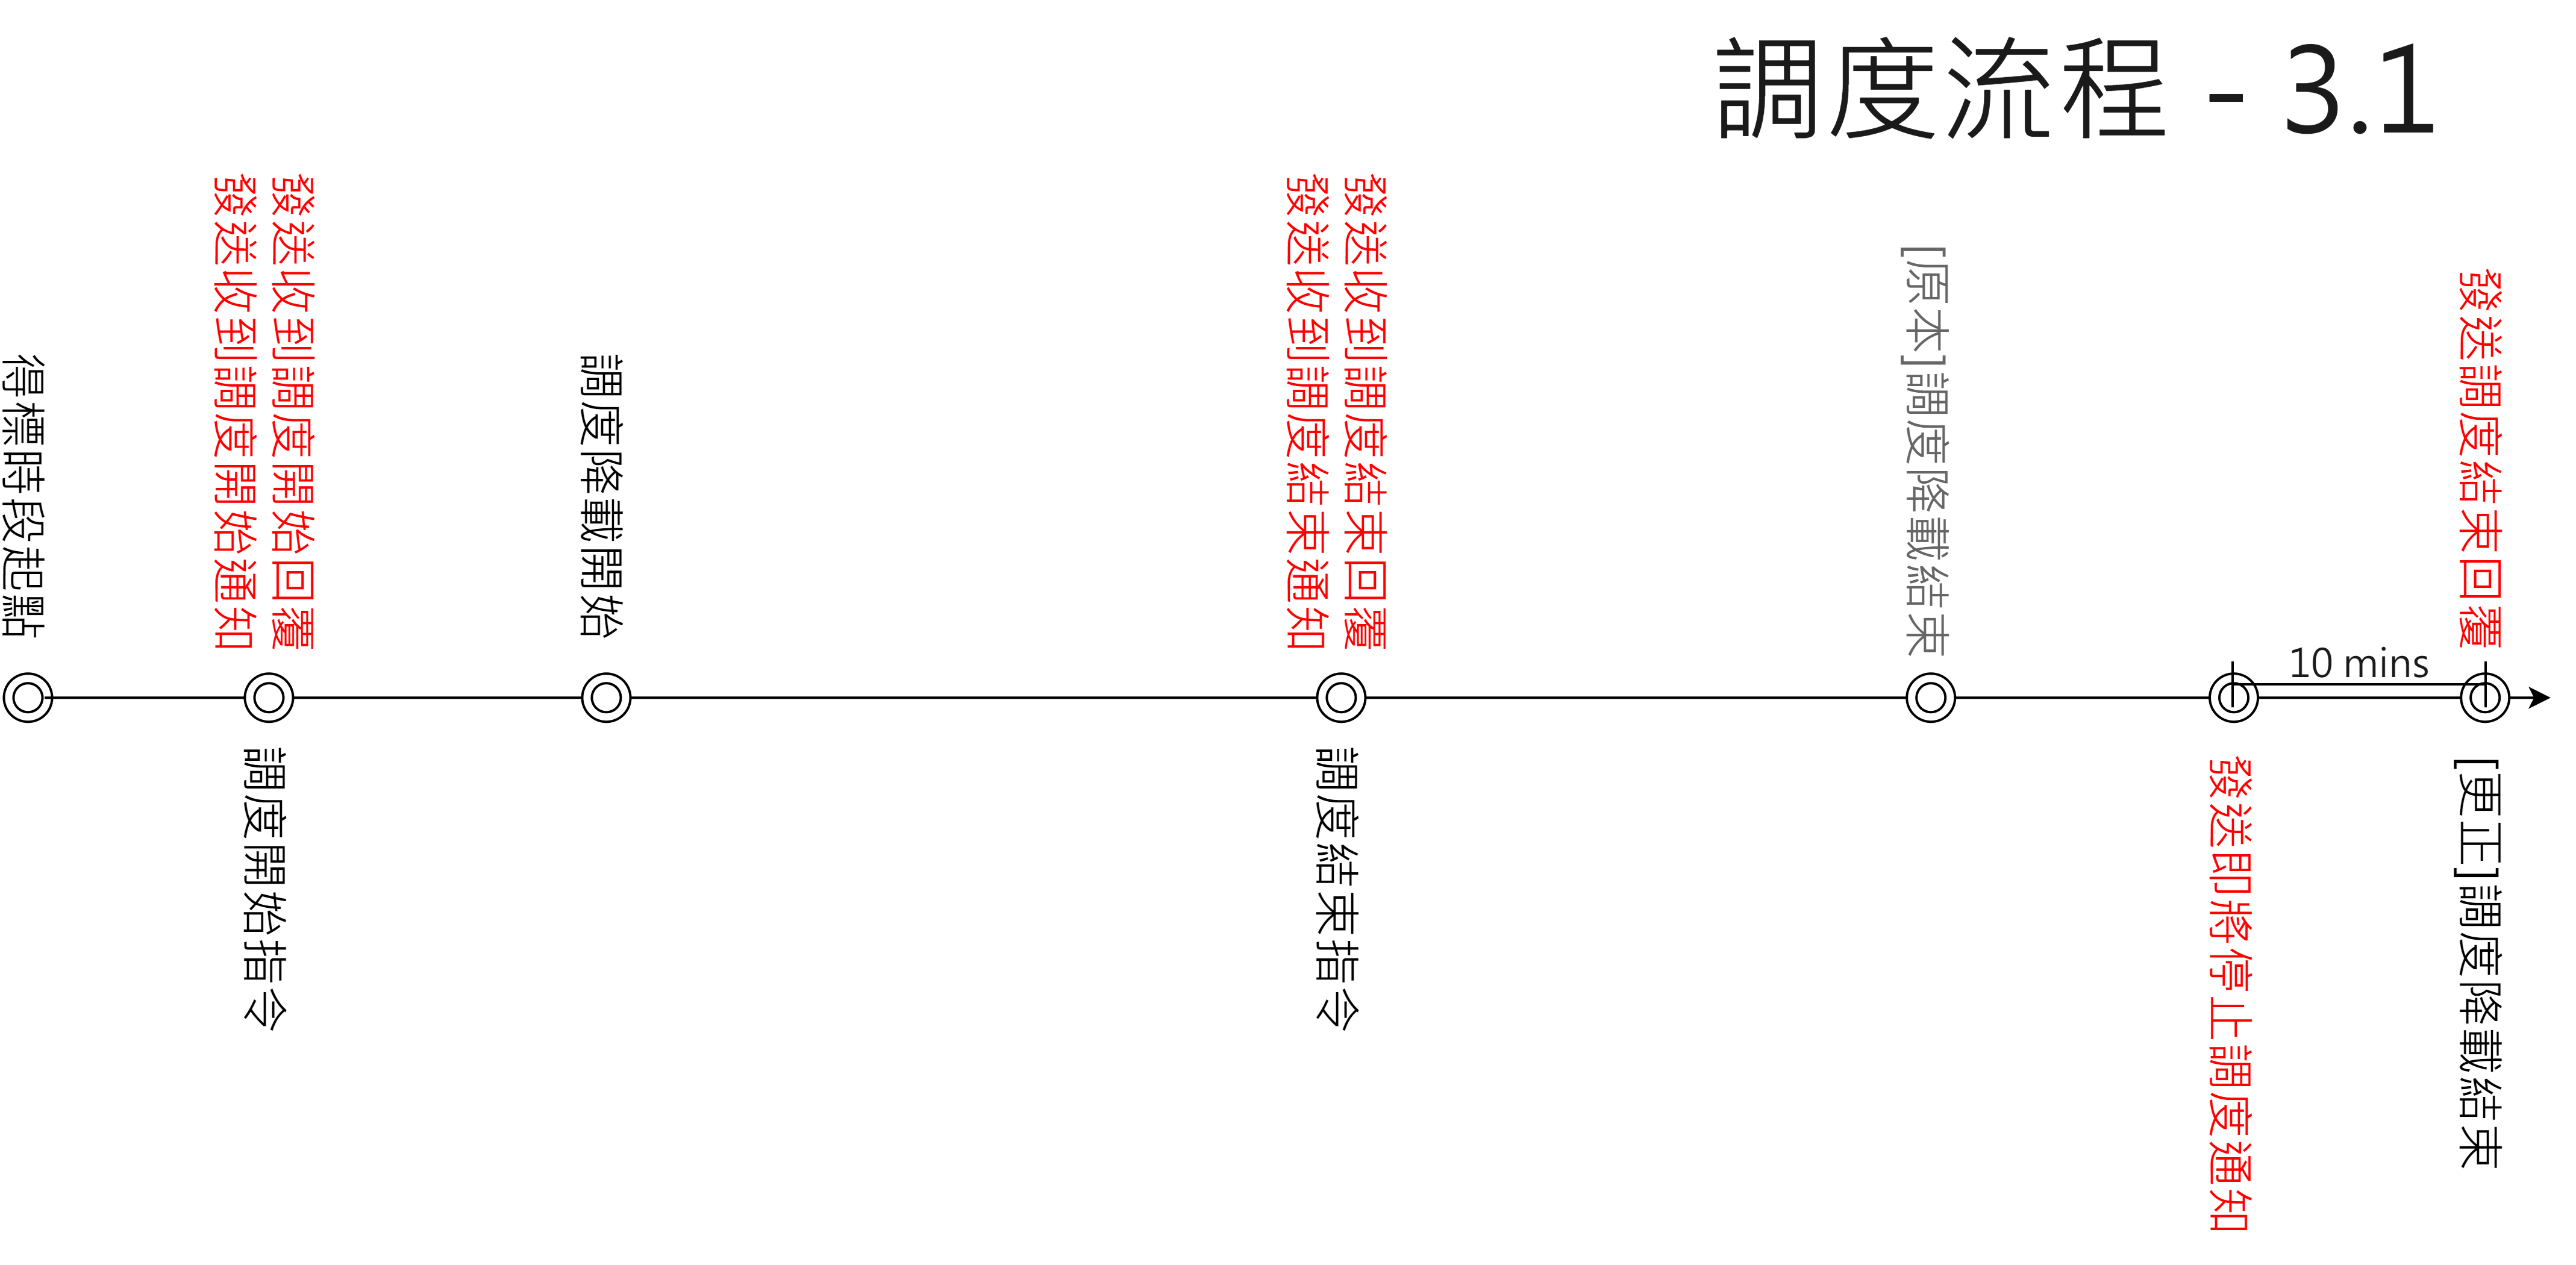 調度流程 - 3.1
得標時段起點
發送收到調度開始回覆
發送收到調度開始通知
調度開始指令
調度降載開始
發送收到調度結束回覆
發送收到調度結束通知
調度結束指令
[原本]調度降載結束
10 mins
發送即將停止調度通知
發送調度結束回覆
[更正]調度降載結束